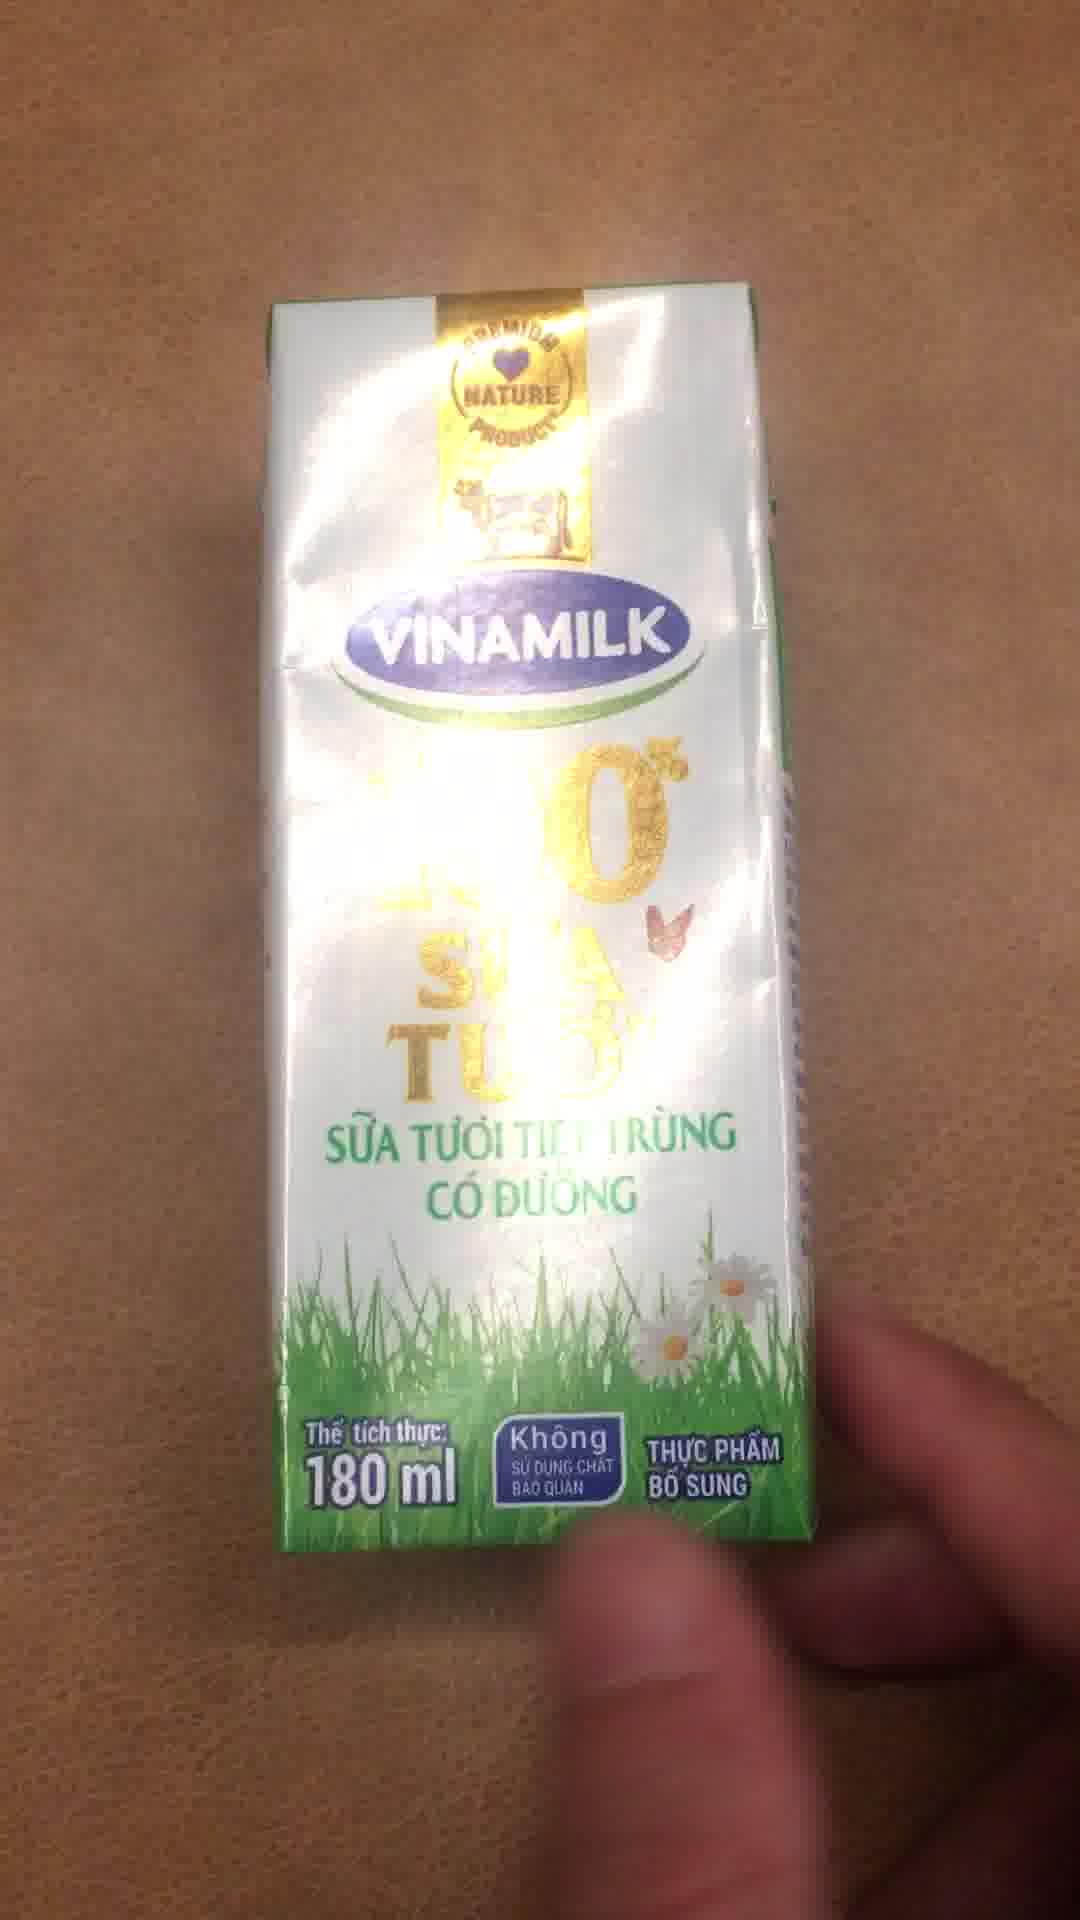 PREMIUM
NATURE
PRODUCT
VINAMILK
SỮA TƯƠI TIỆT TRÙNG
CÓ ĐƯỜNG
Thể tích thực:
180 ml
Không
SỬ DỤNG CHẤT
BẢO QUẢN
THỰC PHẨM
BỔ SUNG